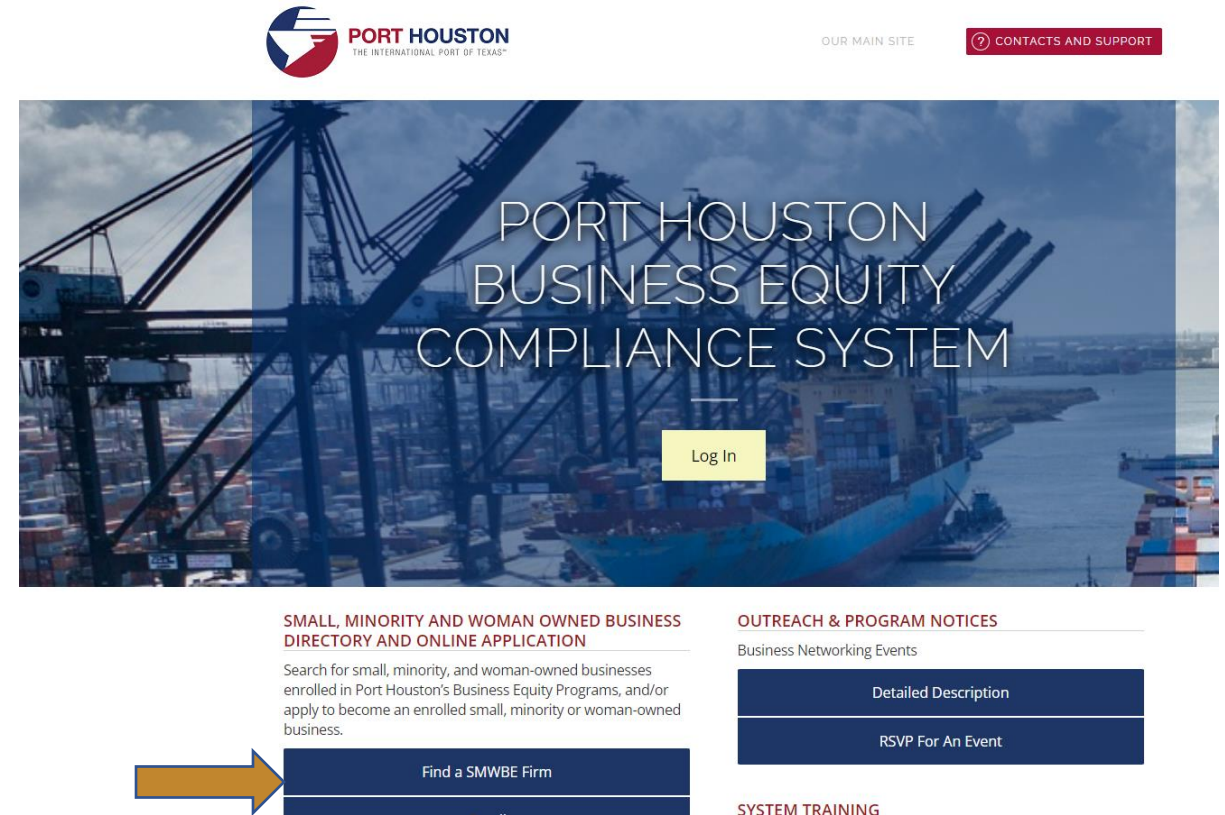 PORT HOUSTON
THE INTERNATIONAL PORT OF TEXAS™
OUR MAIN SITE
? CONTACTS AND SUPPORT
PORT HOUSTON
BUSINESS EQUITY
COMPLIANCE SYSTEM
Log In
SMALL, MINORITY AND WOMAN OWNED BUSINESS
DIRECTORY AND ONLINE APPLICATION
Search for small, minority, and woman-owned businesses
enrolled in Port Houston's Business Equity Programs, and/or
apply to become an enrolled small, minority or woman-owned
business.
Find a SMWBE Firm
OUTREACH & PROGRAM NOTICES
Business Networking Events
Detailed Description
RSVP For An Event
SYSTEM TRAINING